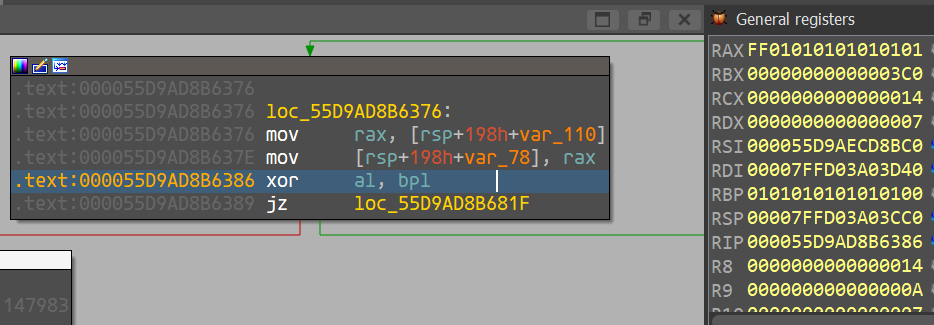 General registers
.text:000055D9AD8B6376
.text:000055D9AD8B6376 loc_55D9AD8B6376:
.text:000055D9AD8B6376 mov rax, [rsp+198h+var_110]
.text:000055D9AD8B637E mov [rsp+198h+var_78], rax
.text:000055D9AD8B6386 xor al, bpl
.text:000055D9AD8B6389 jz loc_55D9AD8B681F
147983
RAX FF01010101010101
RBX 00000000000003C0
RCX 0000000000000014
RDX 0000000000000007
RSI 000055D9AECD8BC0
RDI 00007FFD03A03D40
RBP 0101010101010100
RSP 00007FFD03A03CC0
RIP 000055D9AD8B6386
R8 0000000000000014
R9 000000000000000A